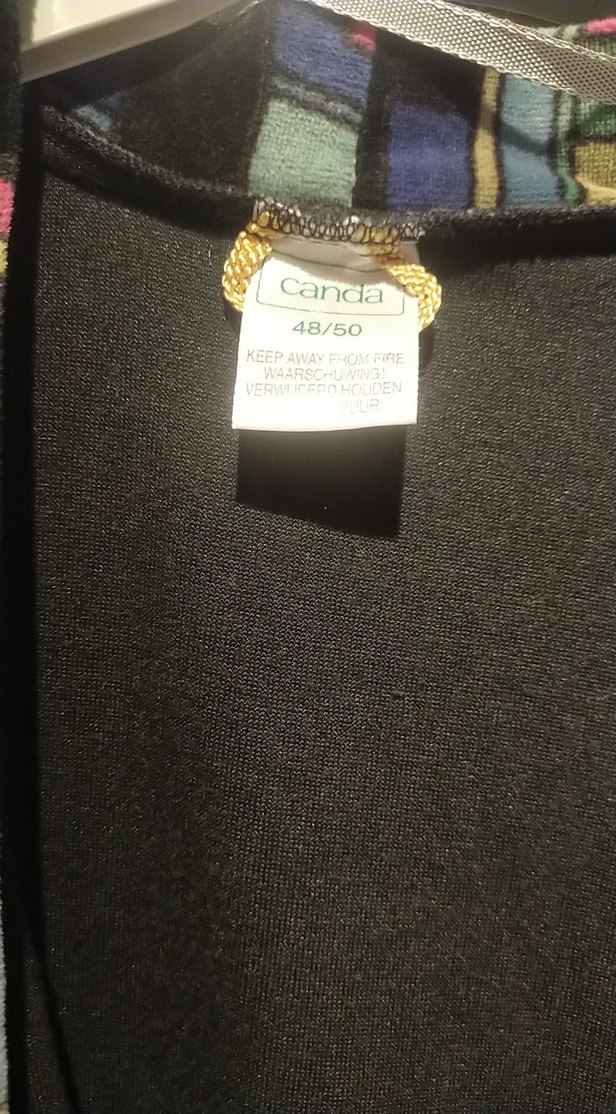 canda
48/50
KEEP AWAY FROM FIRE
WAARSCHUWING!
VERWIJDERD HOUDEN
VUUR